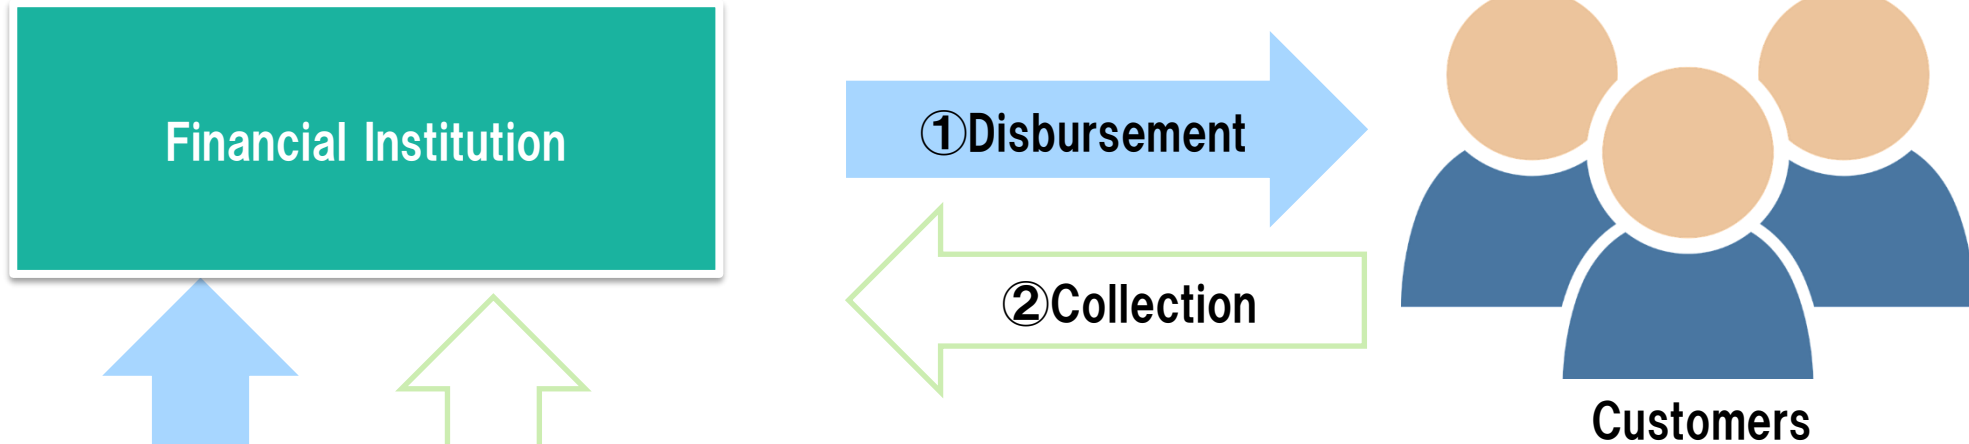 Financial Institution
①Disbursement
②Collection
Customers